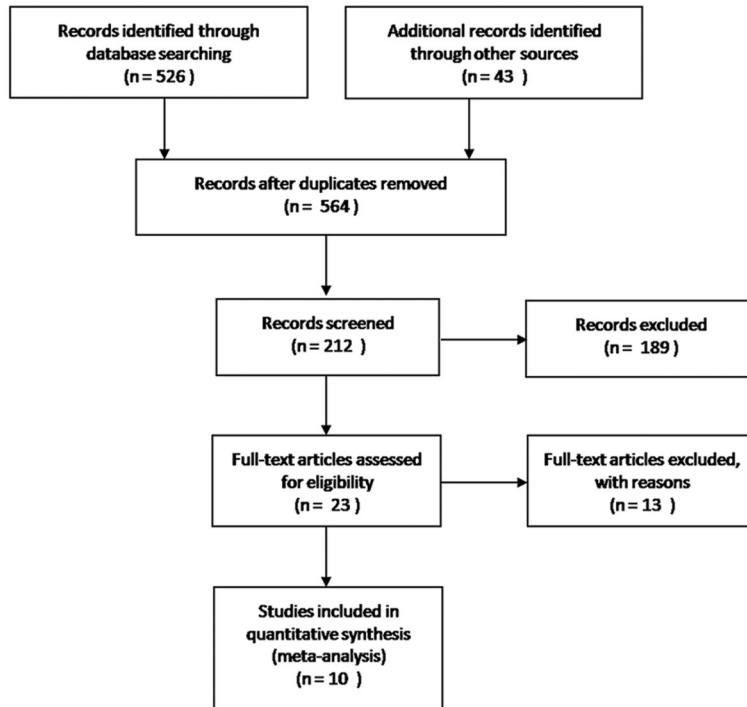 Records identified through
database searching
(n = 526 )
Additional records identified
through other sources
(n = 43 )
Records after duplicates removed
(n = 564 )
Records screened
(n = 212 )
Records excluded
(n = 189 )
Full-text articles assessed
for eligibility
(n = 23 )
Full-text articles excluded,
with reasons
(n = 13 )
Studies included in
quantitative synthesis
(meta-analysis)
(n = 10 )